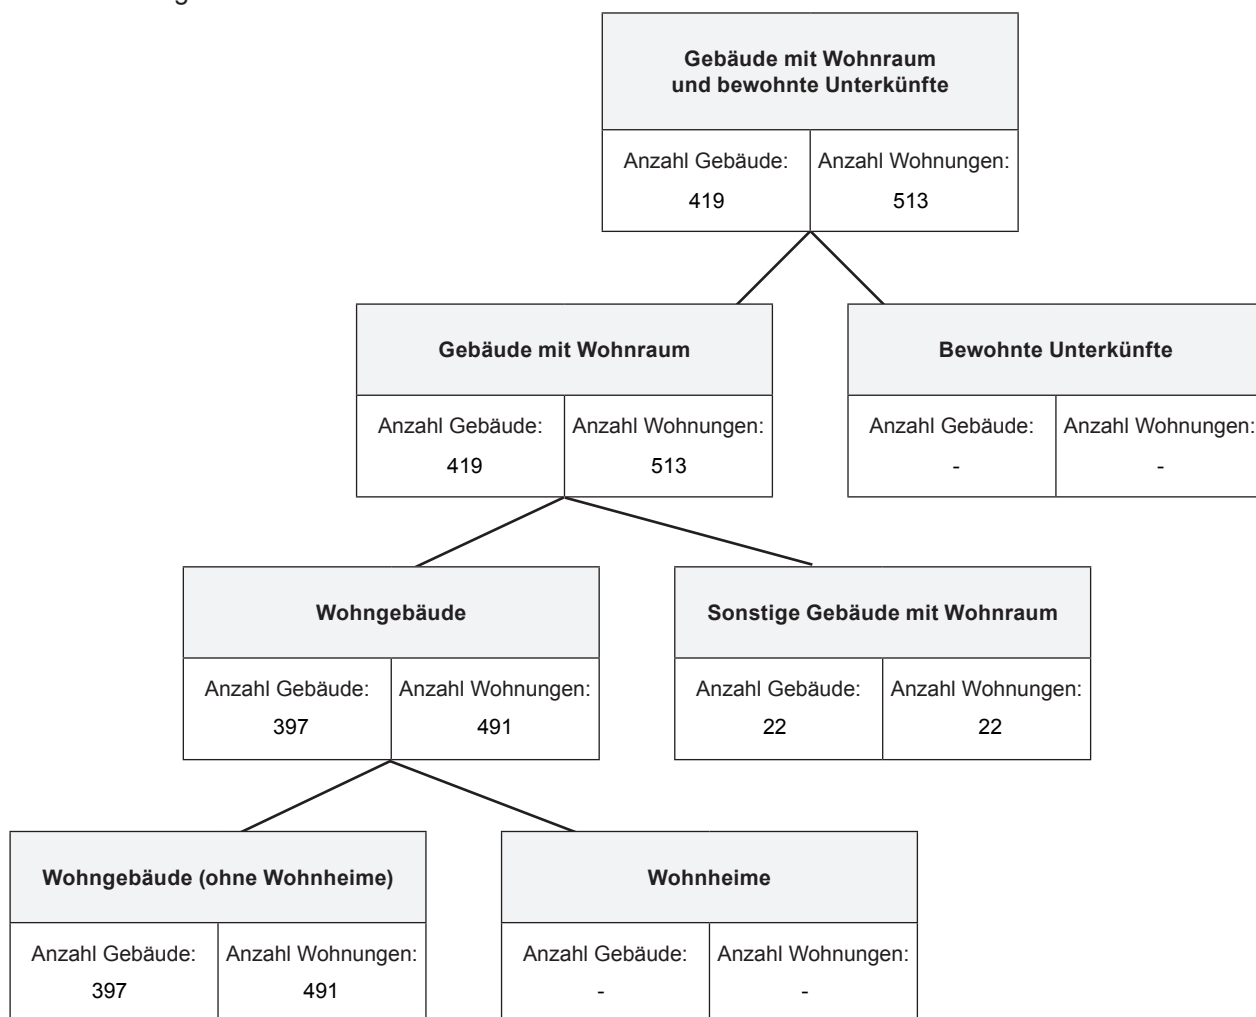 Gebäude mit Wohnraum
und bewohnte Unterkünfte
Anzahl Gebäude: Anzahl Wohnungen:
419 513
Gebäude mit Wohnraum
Anzahl Gebäude: Anzahl Wohnungen:
419 513
Bewohnte Unterkünfte
Anzahl Gebäude: Anzahl Wohnungen:
- -
Wohngebäude
Anzahl Gebäude: Anzahl Wohnungen:
397 491
Sonstige Gebäude mit Wohnraum
Anzahl Gebäude: Anzahl Wohnungen:
22 22
Wohngebäude (ohne Wohnheime)
Anzahl Gebäude: Anzahl Wohnungen:
397 491
Wohnheime
Anzahl Gebäude: Anzahl Wohnungen:
- -